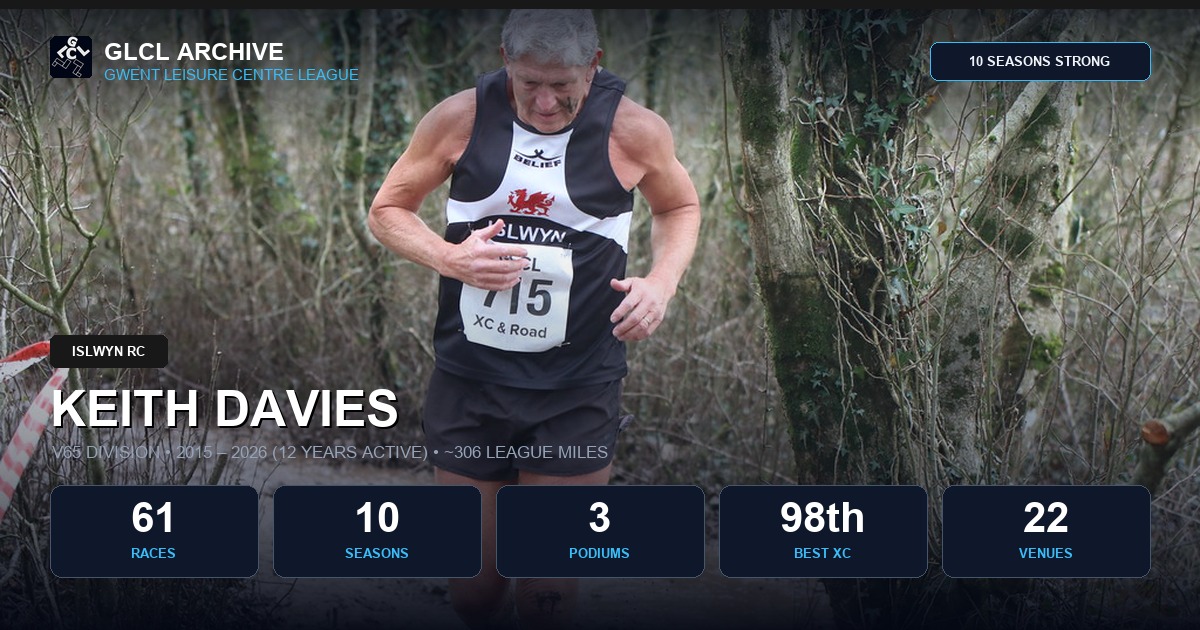 GC
GLCL ARCHIVE
GWENT LEISURE CENTRE LEAGUE
10 SEASONS STRONG
BELIEF
ISLWYN
CL
715
XC & Road
ISLWYN RC
KEITH DAVIES
V65 DIVISION • 2015 – 2026 (12 YEARS ACTIVE) • ~306 LEAGUE MILES
61
RACES
10
SEASONS
3
PODIUMS
98th
BEST XC
22
VENUES